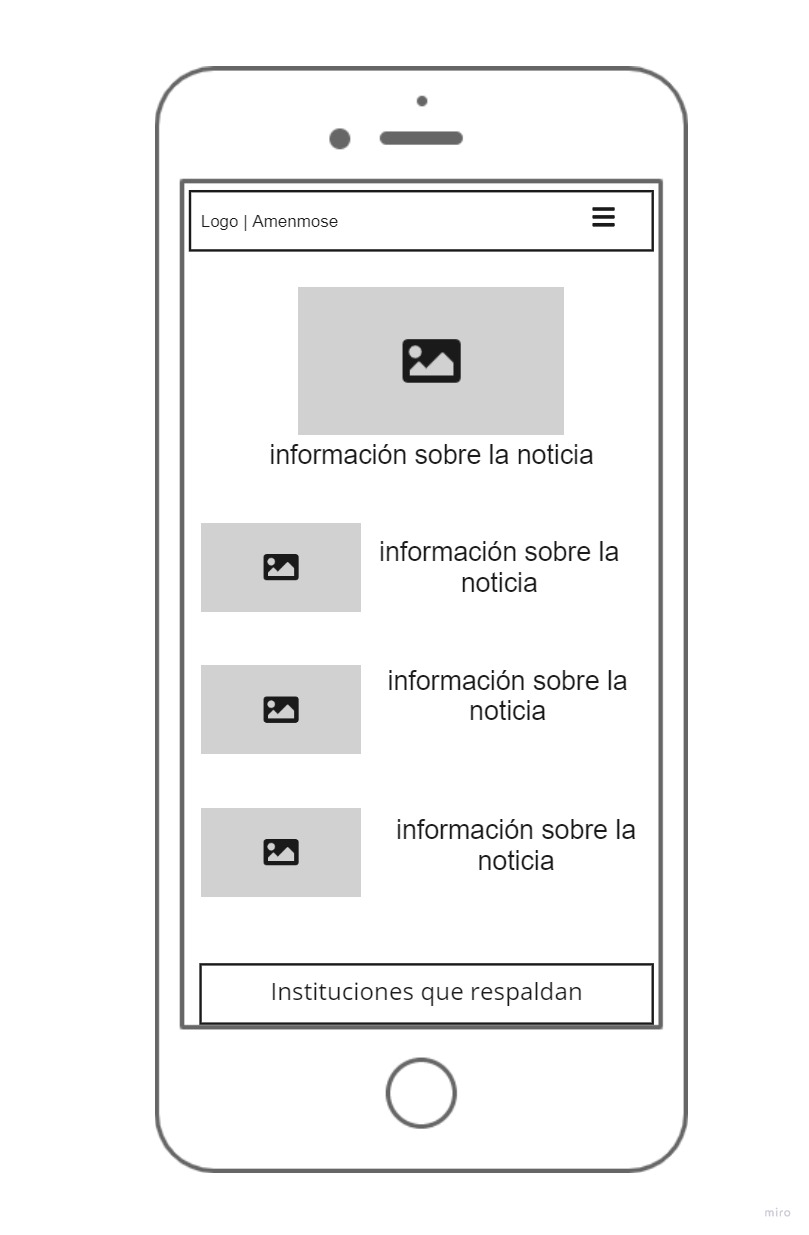 Logo | Amenmose
información sobre la noticia
información sobre la
noticia
información sobre la
noticia
información sobre la
noticia
Instituciones que respaldan
miro